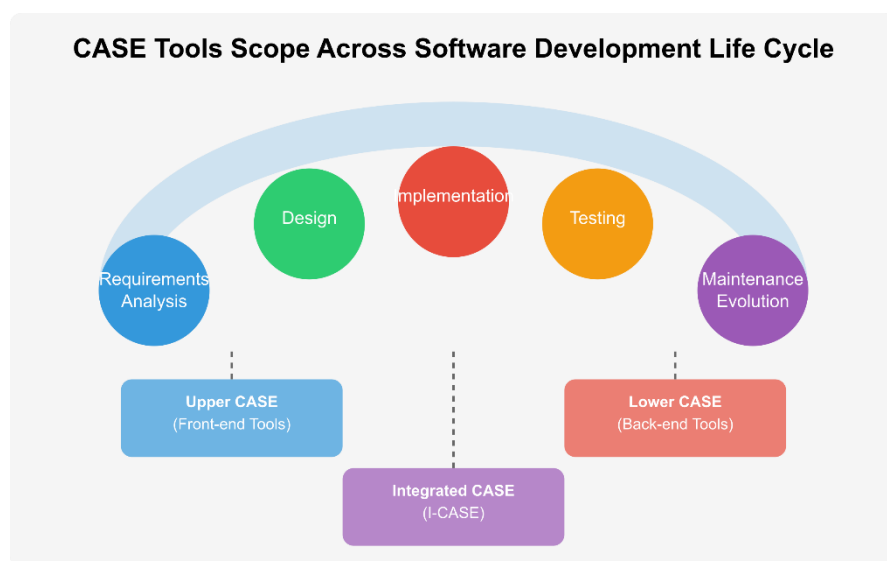 CASE Tools Scope Across Software Development Life Cycle
Requirements
Analysis
Design
Implementation
Testing
Maintenance
Evolution
Upper CASE
(Front-end Tools)
Integrated CASE
(I-CASE)
Lower CASE
(Back-end Tools)